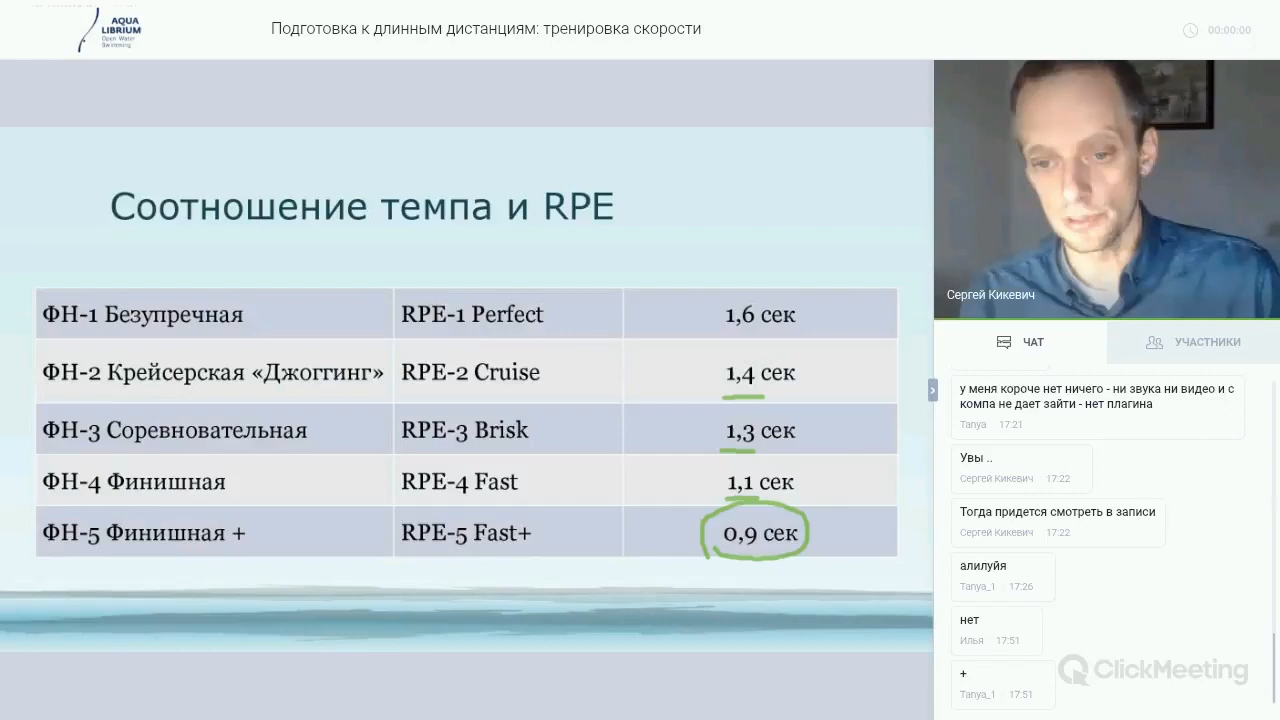 AQUA
LIBRIUM
Open Water
Swimming
Подготовка к длинным дистанциям: тренировка скорости
00:00:00
Соотношение темпа и RPE
ФН-1 Безупречная RPE-1 Perfect 1,6 сек
ФН-2 Крейсерская «Джоггинг» RPE-2 Cruise 1,4 сек
ФН-3 Соревновательная RPE-3 Brisk 1,3 сек
ФН-4 Финишная RPE-4 Fast 1,1 сек
ФН-5 Финишная + RPE-5 Fast+ 0,9 сек
Сергей Кикевич
ЧАТ УЧАСТНИКИ
у меня короче нет ничего - ни звука ни видео и с
компа не дает зайти - нет плагина
Tanya 17:21
Увы ..
Сергей Кикевич 17:22
Тогда придется смотреть в записи
Сергей Кикевич 17:22
алилуйя
Tanya_1 17:26
нет
Илья 17:51
+
Tanya_1 17:51
ClickMeeting